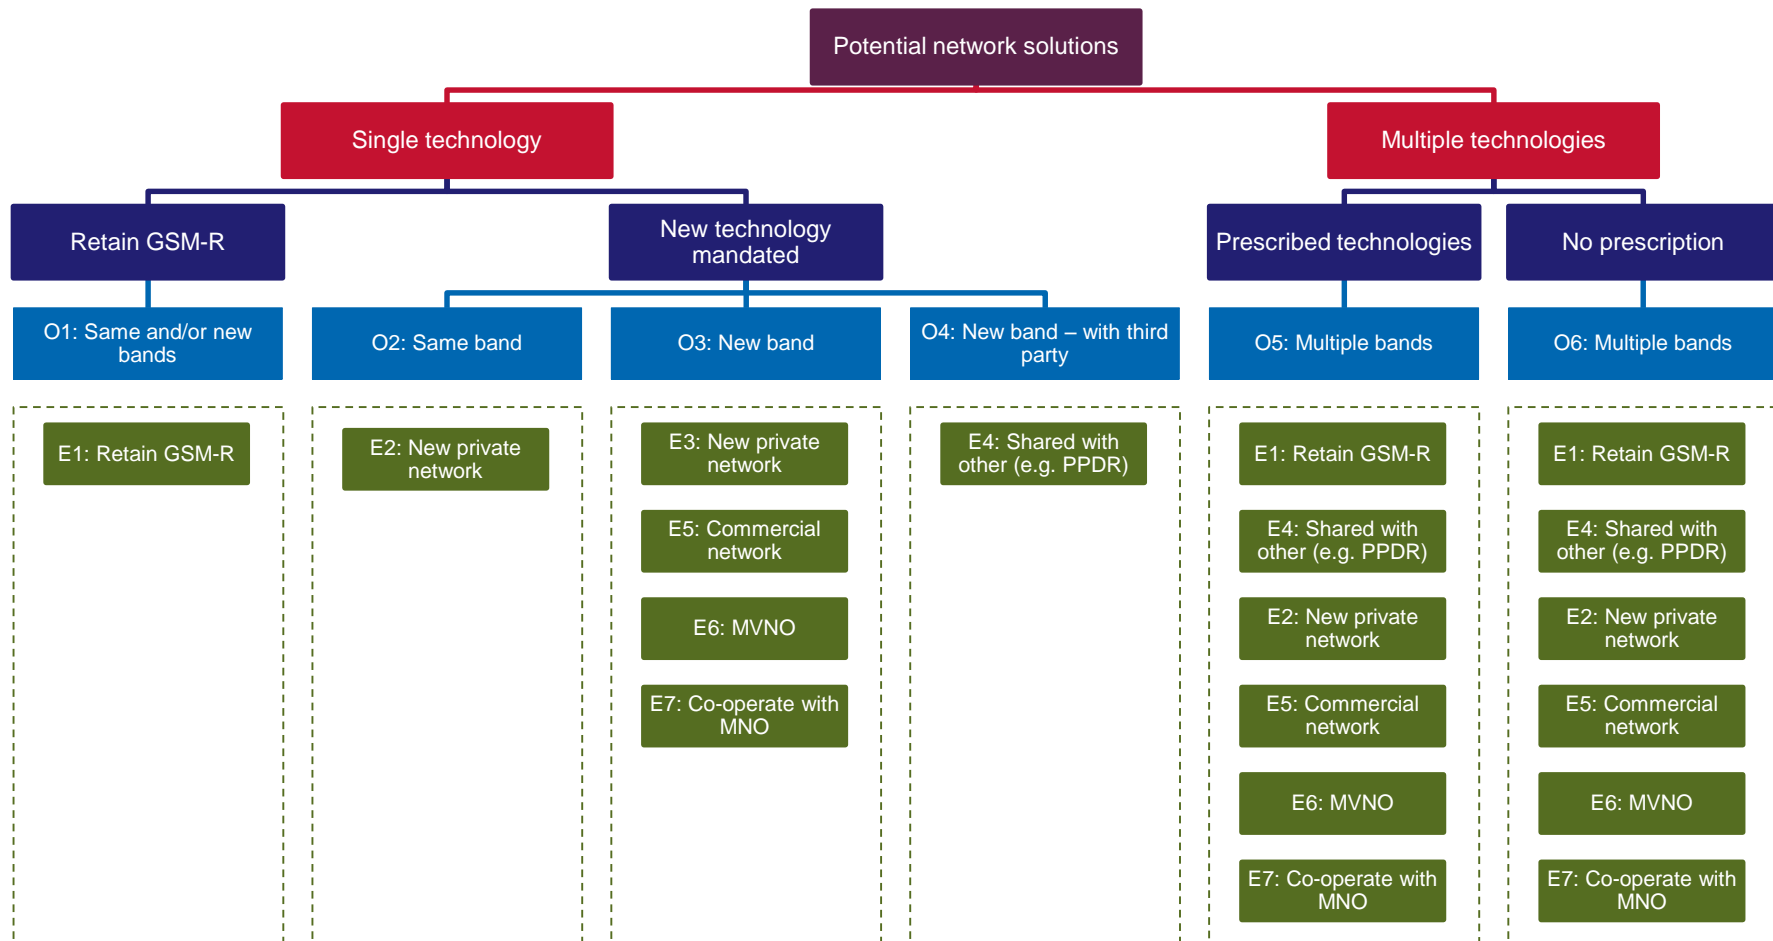 Potential network solutions
Single technology
Multiple technologies
Retain GSM-R
New technology
mandated
Prescribed technologies
No prescription
O1: Same and/or new
bands
O2: Same band
O3: New band
O4: New band – with third
party
O5: Multiple bands
O6: Multiple bands
E1: Retain GSM-R
E2: New private
network
E3: New private
network
E5: Commercial
network
E6: MVNO
E7: Co-operate with
MNO
E4: Shared with
other (e.g. PPDR)
E1: Retain GSM-R
E4: Shared with
other (e.g. PPDR)
E2: New private
network
E5: Commercial
network
E6: MVNO
E7: Co-operate with
MNO
E1: Retain GSM-R
E4: Shared with
other (e.g. PPDR)
E2: New private
network
E5: Commercial
network
E6: MVNO
E7: Co-operate with
MNO